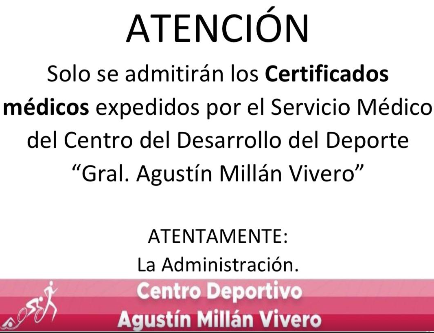 ATENCIÓN
Solo se admitirán los Certificados
médicos expedidos por el Servicio Médico
del Centro del Desarrollo del Deporte
“Gral. Agustín Millán Vivero”
ATENTAMENTE:
La Administración.
Centro Deportivo
Agustín Millán Vivero